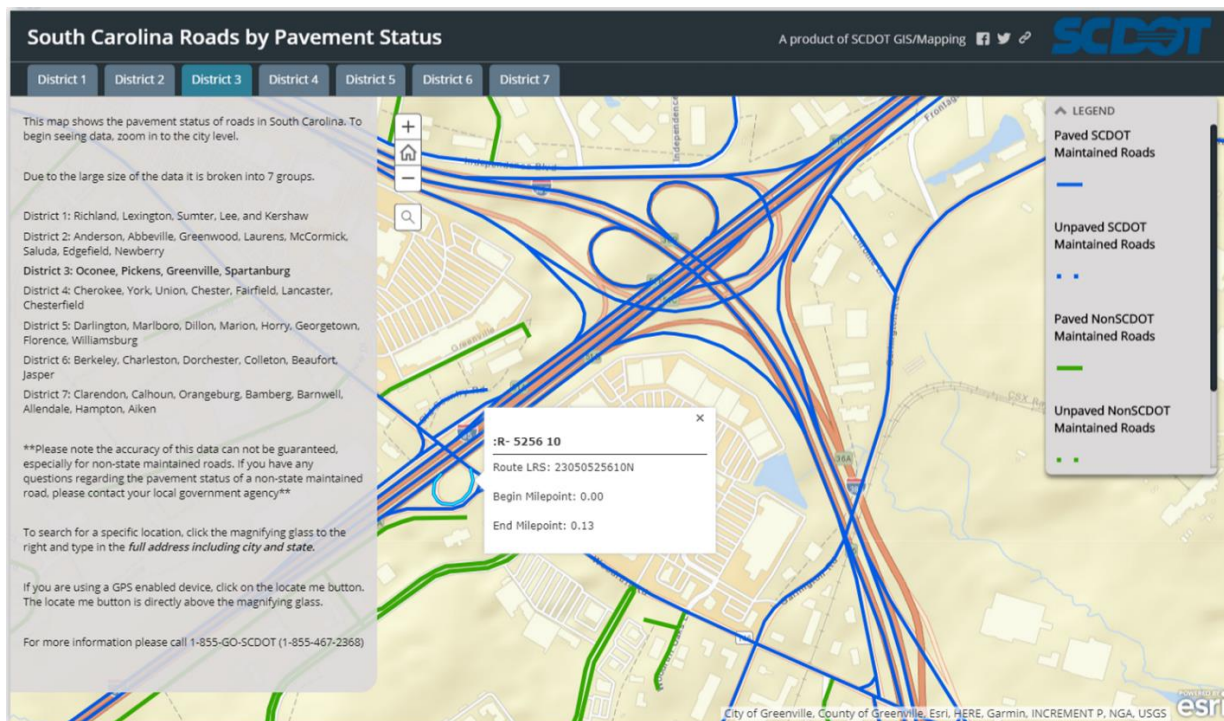 South Carolina Roads by Pavement Status
A product of SCDOT GIS/Mapping
SCDOT
District 1
District 2
District 3
District 4
District 5
District 6
District 7
This map shows the pavement status of roads in South Carolina. To
begin seeing data, zoom in to the city level.
Due to the large size of the data it is broken into 7 groups.
District 1: Richland, Lexington, Sumter, Lee, and Kershaw
District 2: Anderson, Abbeville, Greenwood, Laurens, McCormick,
Saluda, Edgefield, Newberry
District 3: Oconee, Pickens, Greenville, Spartanburg
District 4: Cherokee, York, Union, Chester, Fairfield, Lancaster,
Chesterfield
District 5: Darlington, Marlboro, Dillon, Marion, Horry, Georgetown,
Florence, Williamsburg
District 6: Berkeley, Charleston, Dorchester, Colleton, Beaufort,
Jasper
District 7: Clarendon, Calhoun, Orangeburg, Bamberg, Barnwell,
Allendale, Hampton, Aiken
**Please note the accuracy of this data can not be guaranteed,
especially for non-state maintained roads. If you have any
questions regarding the pavement status of a non-state maintained
road, please contact your local government agency**
To search for a specific location, click the magnifying glass to the
right and type in the full address including city and state.
If you are using a GPS enabled device, click on the locate me button.
The locate me button is directly above the magnifying glass.
For more information please call 1-855-GO-SCDOT (1-855-467-2368)
Independence Blvd
Independence
Frontag
Greenville
36A
CSX Ra
Woodruff Rd
:R- 5256 10
Route LRS: 23050525610N
Begin Milepoint: 0.00
End Milepoint: 0.13
LEGEND
Paved SCDOT
Maintained Roads
Unpaved SCDOT
Maintained Roads
Paved NonSCDOT
Maintained Roads
Unpaved NonSCDOT
Maintained Roads
City of Greenville, County of Greenville, Esri, HERE, Garmin, INCREMENT P, NGA, USGS
POWERED BY
esri